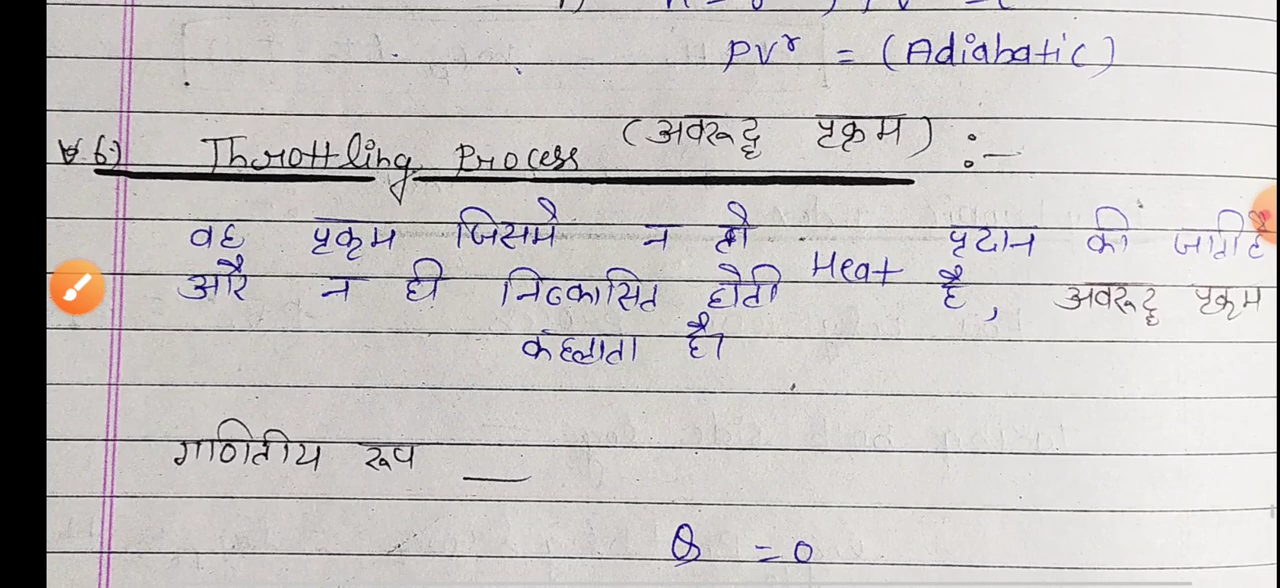 PVʳ = (Adiabatic)
6) Throttling Process (अवरूद्ध प्रक्रम) :-
वह प्रक्रम जिसमे न तो प्रदान की जाती है
और न ही निष्कासित होती Heat है, अवरूद्ध प्रक्रम
कहलाता है।
गणितीय रूप —
Q = 0